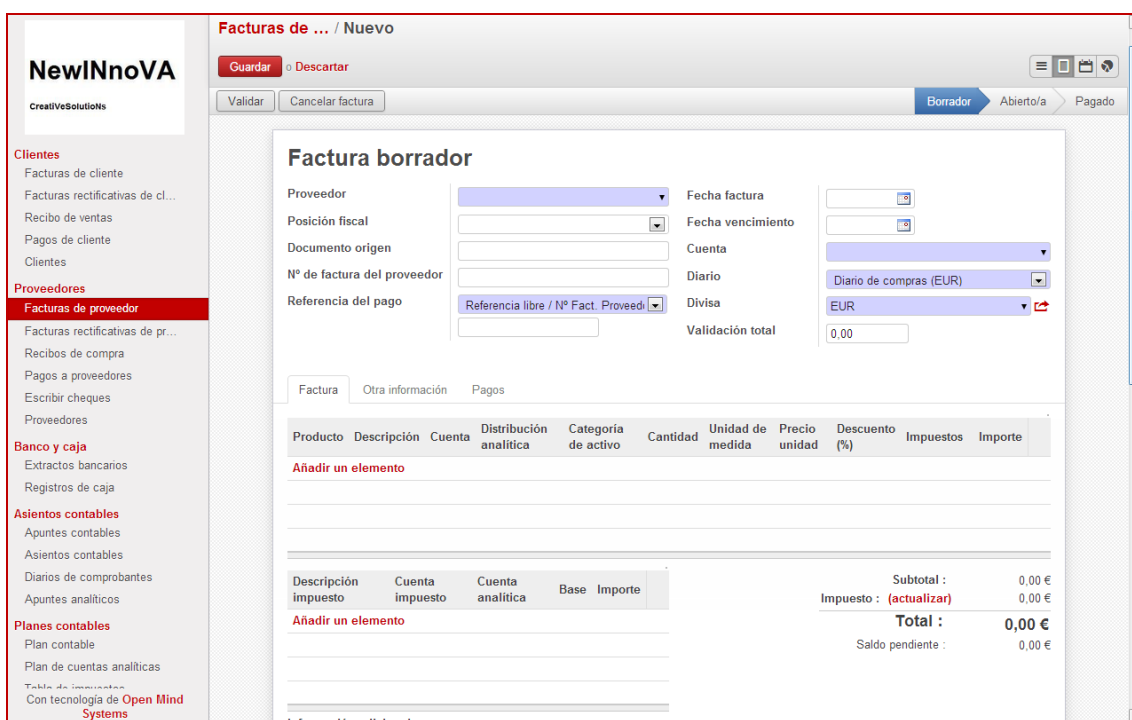 NewINnoVA
CreatiVeSolutioNs
Clientes
Facturas de cliente
Facturas rectificativas de cl...
Recibo de ventas
Pagos de cliente
Clientes
Proveedores
Facturas de proveedor
Facturas rectificativas de pr...
Recibos de compra
Pagos a proveedores
Escribir cheques
Proveedores
Banco y caja
Extractos bancarios
Registros de caja
Asientos contables
Apuntes contables
Asientos contables
Diarios de comprobantes
Apuntes analíticos
Planes contables
Plan contable
Plan de cuentas analíticas
Tabla de impuestos
Con tecnología de Open Mind
Systems
Facturas de ... / Nuevo
Guardar o Descartar
Validar Cancelar factura Borrador Abierto/a Pagado
Factura borrador
Proveedor
Posición fiscal
Documento origen
Nº de factura del proveedor
Referencia del pago Referencia libre / Nº Fact. Proveed
Fecha factura
Fecha vencimiento
Cuenta
Diario Diario de compras (EUR)
Divisa EUR
Validación total 0,00
Factura Otra información Pagos
Producto Descripción Cuenta Distribución analítica Categoría de activo Cantidad Unidad de medida Precio unidad Descuento (%) Impuestos Importe
Añadir un elemento
Descripción impuesto Cuenta impuesto Cuenta analítica Base Importe
Añadir un elemento
Subtotal : 0,00 €
Impuesto : (actualizar) 0,00 €
Total : 0,00 €
Saldo pendiente : 0,00 €